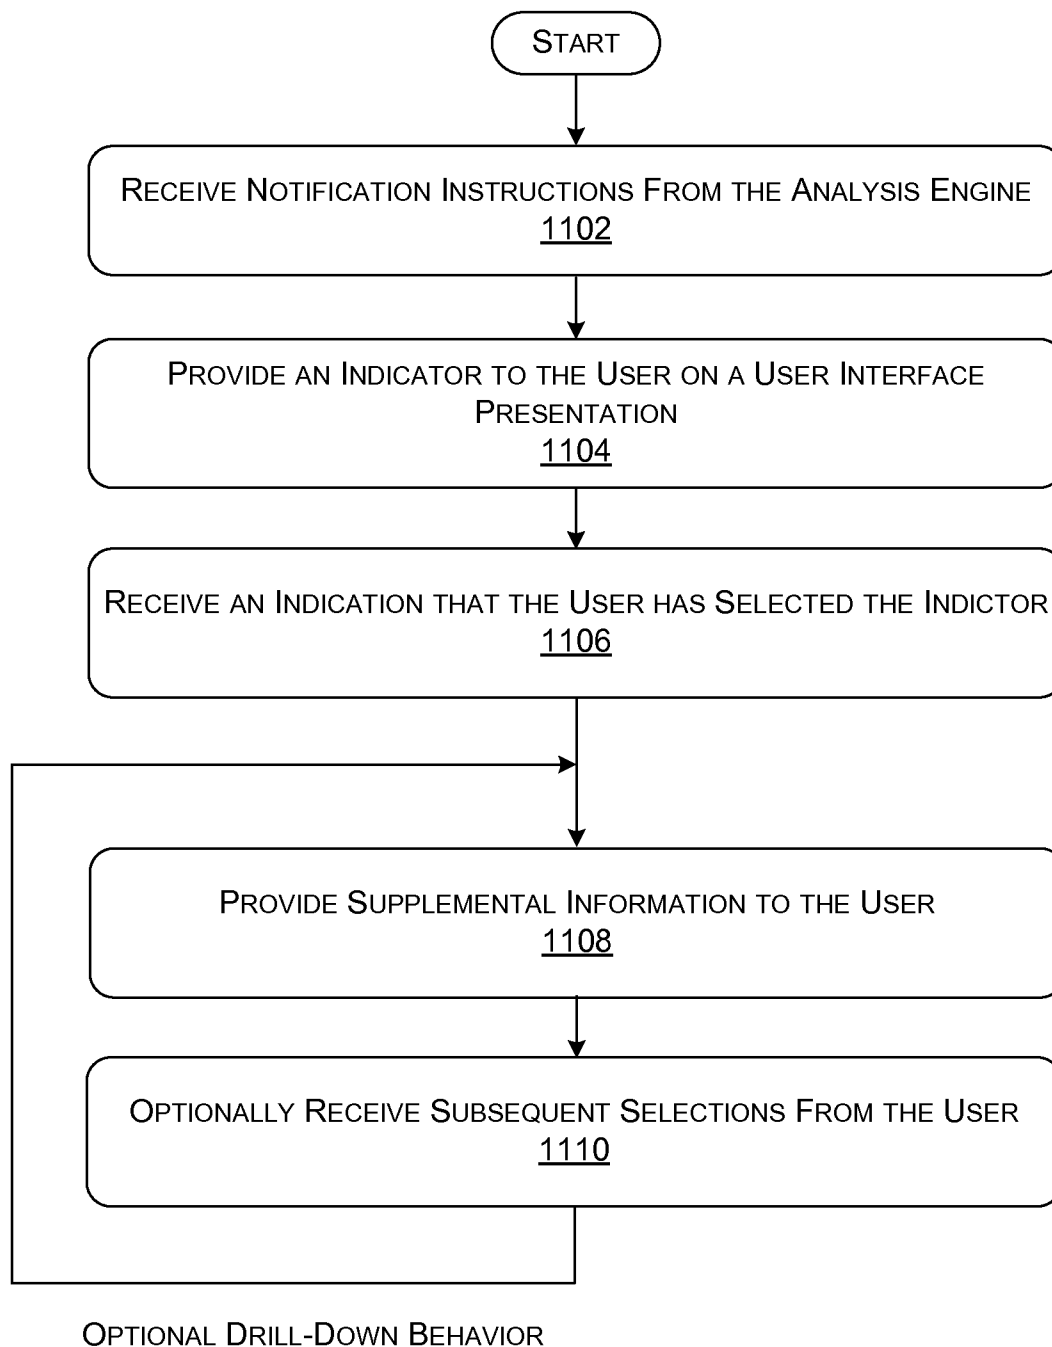 START
RECEIVE NOTIFICATION INSTRUCTIONS FROM THE ANALYSIS ENGINE
1102
PROVIDE AN INDICATOR TO THE USER ON A USER INTERFACE
PRESENTATION
1104
RECEIVE AN INDICATION THAT THE USER HAS SELECTED THE INDICTOR
1106
PROVIDE SUPPLEMENTAL INFORMATION TO THE USER
1108
OPTIONALLY RECEIVE SUBSEQUENT SELECTIONS FROM THE USER
1110
OPTIONAL DRILL-DOWN BEHAVIOR